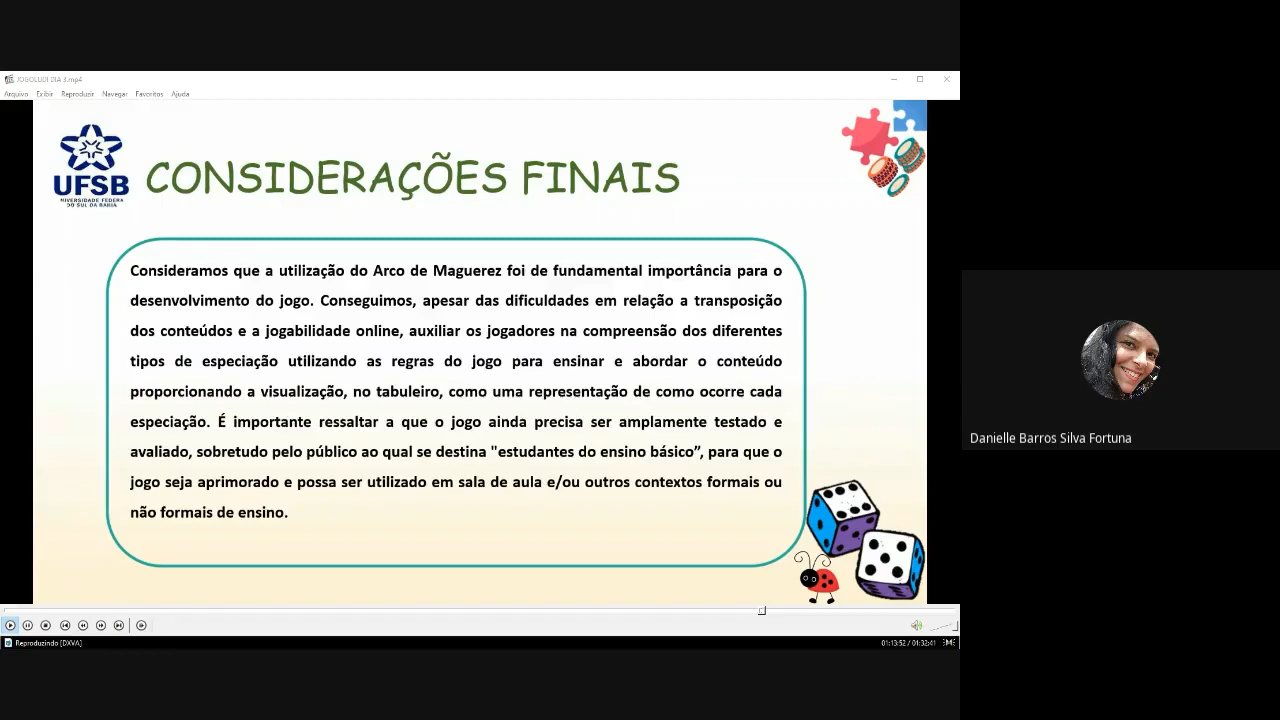 JOGOLUDI DIA 3.mp4
Arquivo Exibir Reproduzir Navegar Favoritos Ajuda
UFSB
NIVERSIDADE FEDERA
DO SUL DA BAHIA
CONSIDERAÇÕES FINAIS
Consideramos que a utilização do Arco de Maguerez foi de fundamental importância para o
desenvolvimento do jogo. Conseguimos, apesar das dificuldades em relação a transposição
dos conteúdos e a jogabilidade online, auxiliar os jogadores na compreensão dos diferentes
tipos de especiação utilizando as regras do jogo para ensinar e abordar o conteúdo
proporcionando a visualização, no tabuleiro, como uma representação de como ocorre cada
especiação. É importante ressaltar a que o jogo ainda precisa ser amplamente testado e
avaliado, sobretudo pelo público ao qual se destina "estudantes do ensino básico”, para que o
jogo seja aprimorado e possa ser utilizado em sala de aula e/ou outros contextos formais ou
não formais de ensino.
Danielle Barros Silva Fortuna
Reproduzindo [DXVA]
01:13:52 / 01:32:41